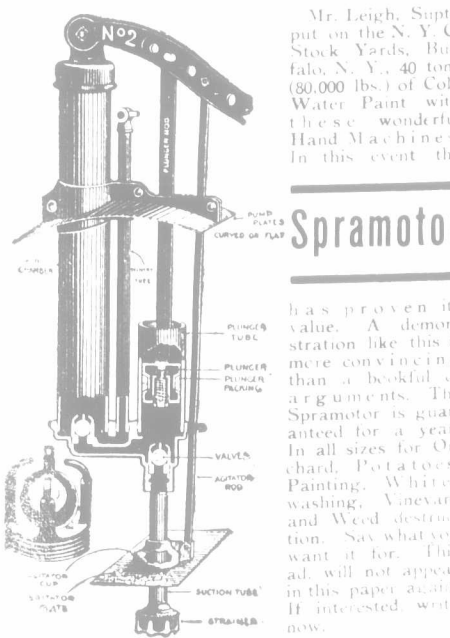 No 2
PLUNGER ROD
PUMP
PLATES
CURVED OR FLAT
CHAMBER
PLUNGER
TUBE
PLUNGER
PLUNGER
PACKING
VALVES
AGITATOR
ROD
AGITATOR
CUP
AGITATOR
PLATE
SUCTION TUBE
STRAINER
Mr. Leigh, Supt
put on the N. Y. C
Stock Yards, Buf
falo, N. Y., 40 ton
(80,000 lbs.) of Col
Water Paint wit
these wonderfu
Hand Machine
In this event th
Spramoto
has proven it
value. A demon
stration like this i
more convincin
than a bookful o
arguments. Th
Spramotor is guar
anteed for a year
In all sizes for Or
chard, Potatoes
Painting, White
washing, Vineyar
and Weed destruc
tion. Say what yo
want it for. Thi
ad. will not appea
in this paper again
If interested writ
now.